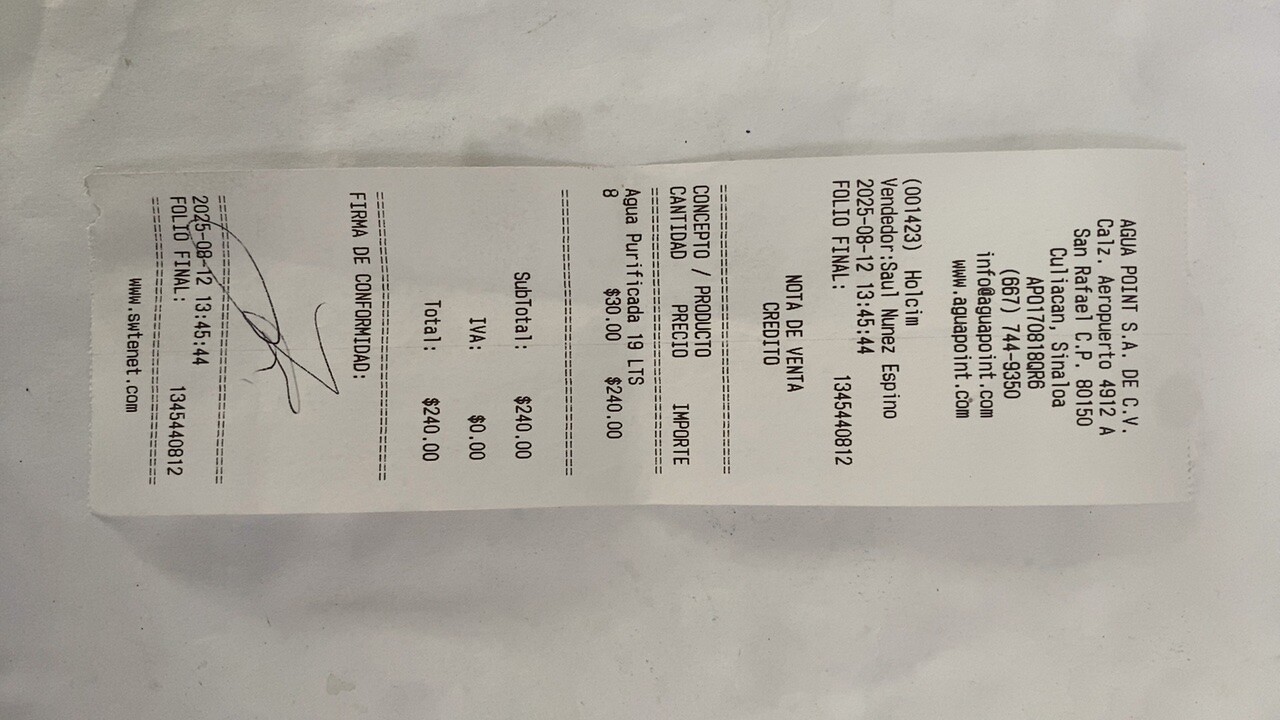 AGUA POINT S.A. DE C.V.
Calz. Aeropuerto 4912 A
San Rafael C.P. 80150
Culiacan, Sinaloa
APO170818QR6
(667) 744-9350
info@aguapoint.com
www.aguapoint.com
(001423) Holcim
Vendedor:Saul Nunez Espino
2025-08-12 13:45:44
FOLIO FINAL: 1345440812
NOTA DE VENTA
CREDITO
================================
CONCEPTO / PRODUCTO
CANTIDAD PRECIO IMPORTE
================================
Agua Purificada 19 LTS
8 $30.00 $240.00
================================
SubTotal: $240.00
IVA: $0.00
Total: $240.00
================================
FIRMA DE CONFORMIDAD:
================================
2025-08-12 13:45:44
FOLIO FINAL: 1345440812
================================
www.swtenet.com